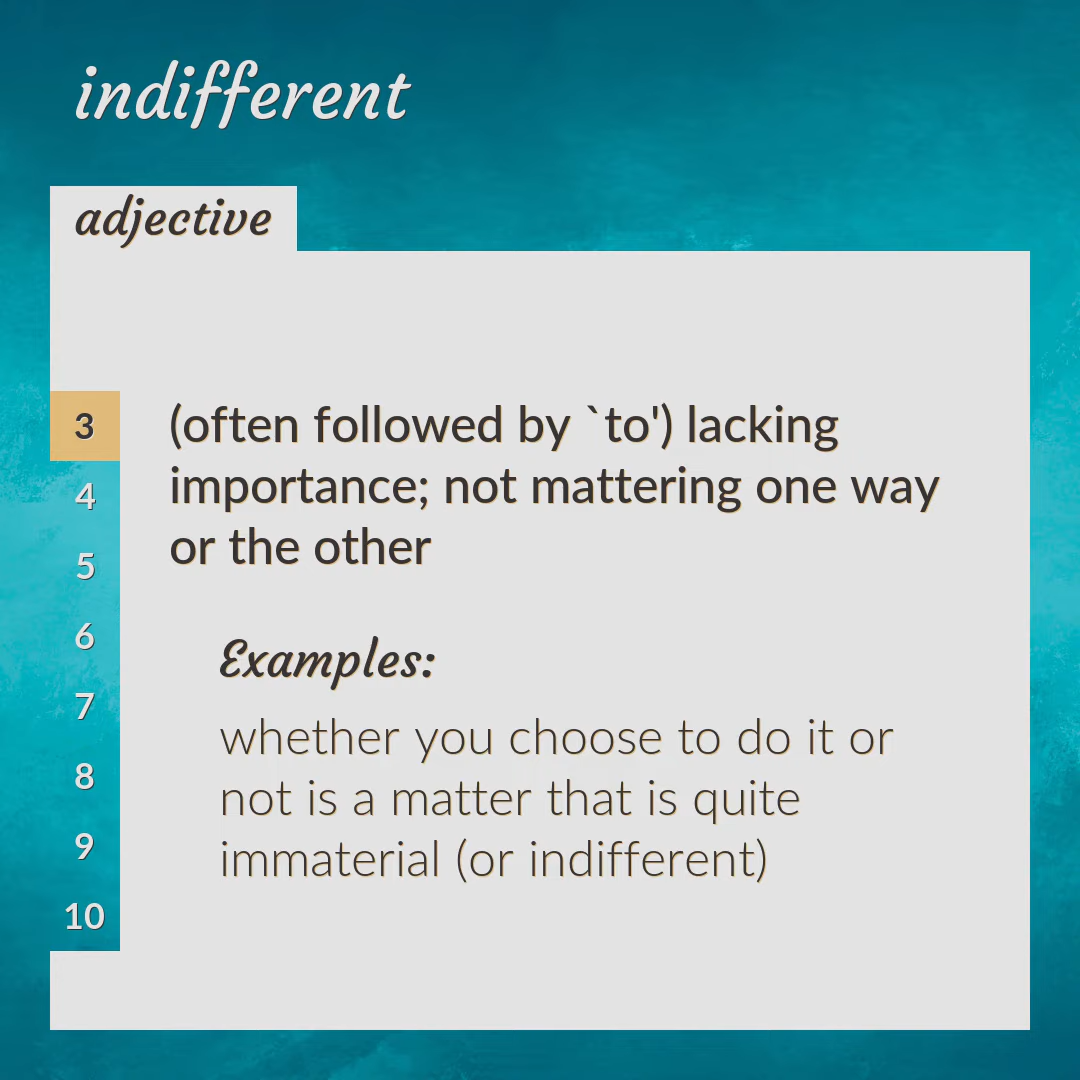 indifferent
adjective
3
(often followed by `to') lacking
importance; not mattering one way
or the other
4
5
6
7
8
9
10
Examples:
whether you choose to do it or
not is a matter that is quite
immaterial (or indifferent)